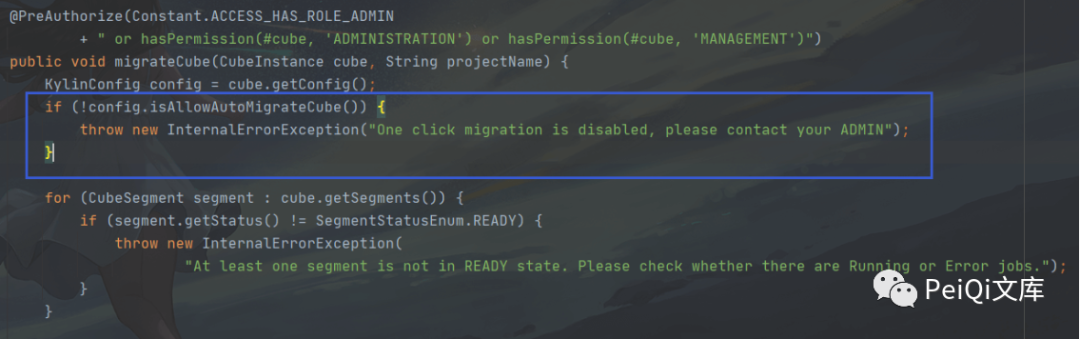 @PreAuthorize(Constant.ACCESS_HAS_ROLE_ADMIN
+ " or hasPermission(#cube, 'ADMINISTRATION') or hasPermission(#cube, 'MANAGEMENT')")
public void migrateCube(CubeInstance cube, String projectName) {
KylinConfig config = cube.getConfig();
if (!config.isAllowAutoMigrateCube()) {
throw new InternalErrorException("One click migration is disabled, please contact your ADMIN");
}
for (CubeSegment segment : cube.getSegments()) {
if (segment.getStatus() != SegmentStatusEnum.READY) {
throw new InternalErrorException(
"At least one segment is not in READY state. Please check whether there are Running or Error jobs.");
}
}
PeiQi文库